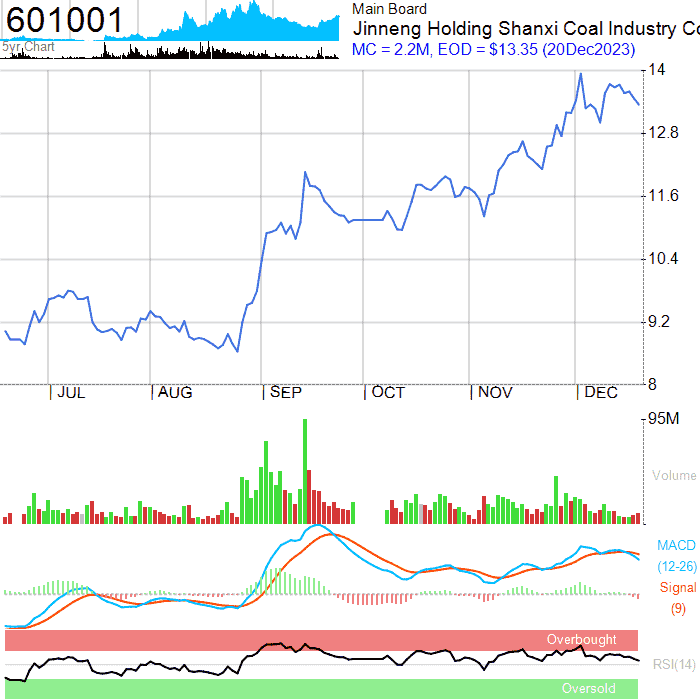 601001
5yr Chart
Main Board
Jinneng Holding Shanxi Coal Industry Co
MC = 2.2M, EOD = $13.35 (20Dec2023)
14
12.8
11.6
10.4
9.2
8
| JUL | AUG | SEP | OCT | NOV | DEC
95M
Volume
MACD
(12-26)
Signal
(9)
Overbought
RSI(14)
Oversold